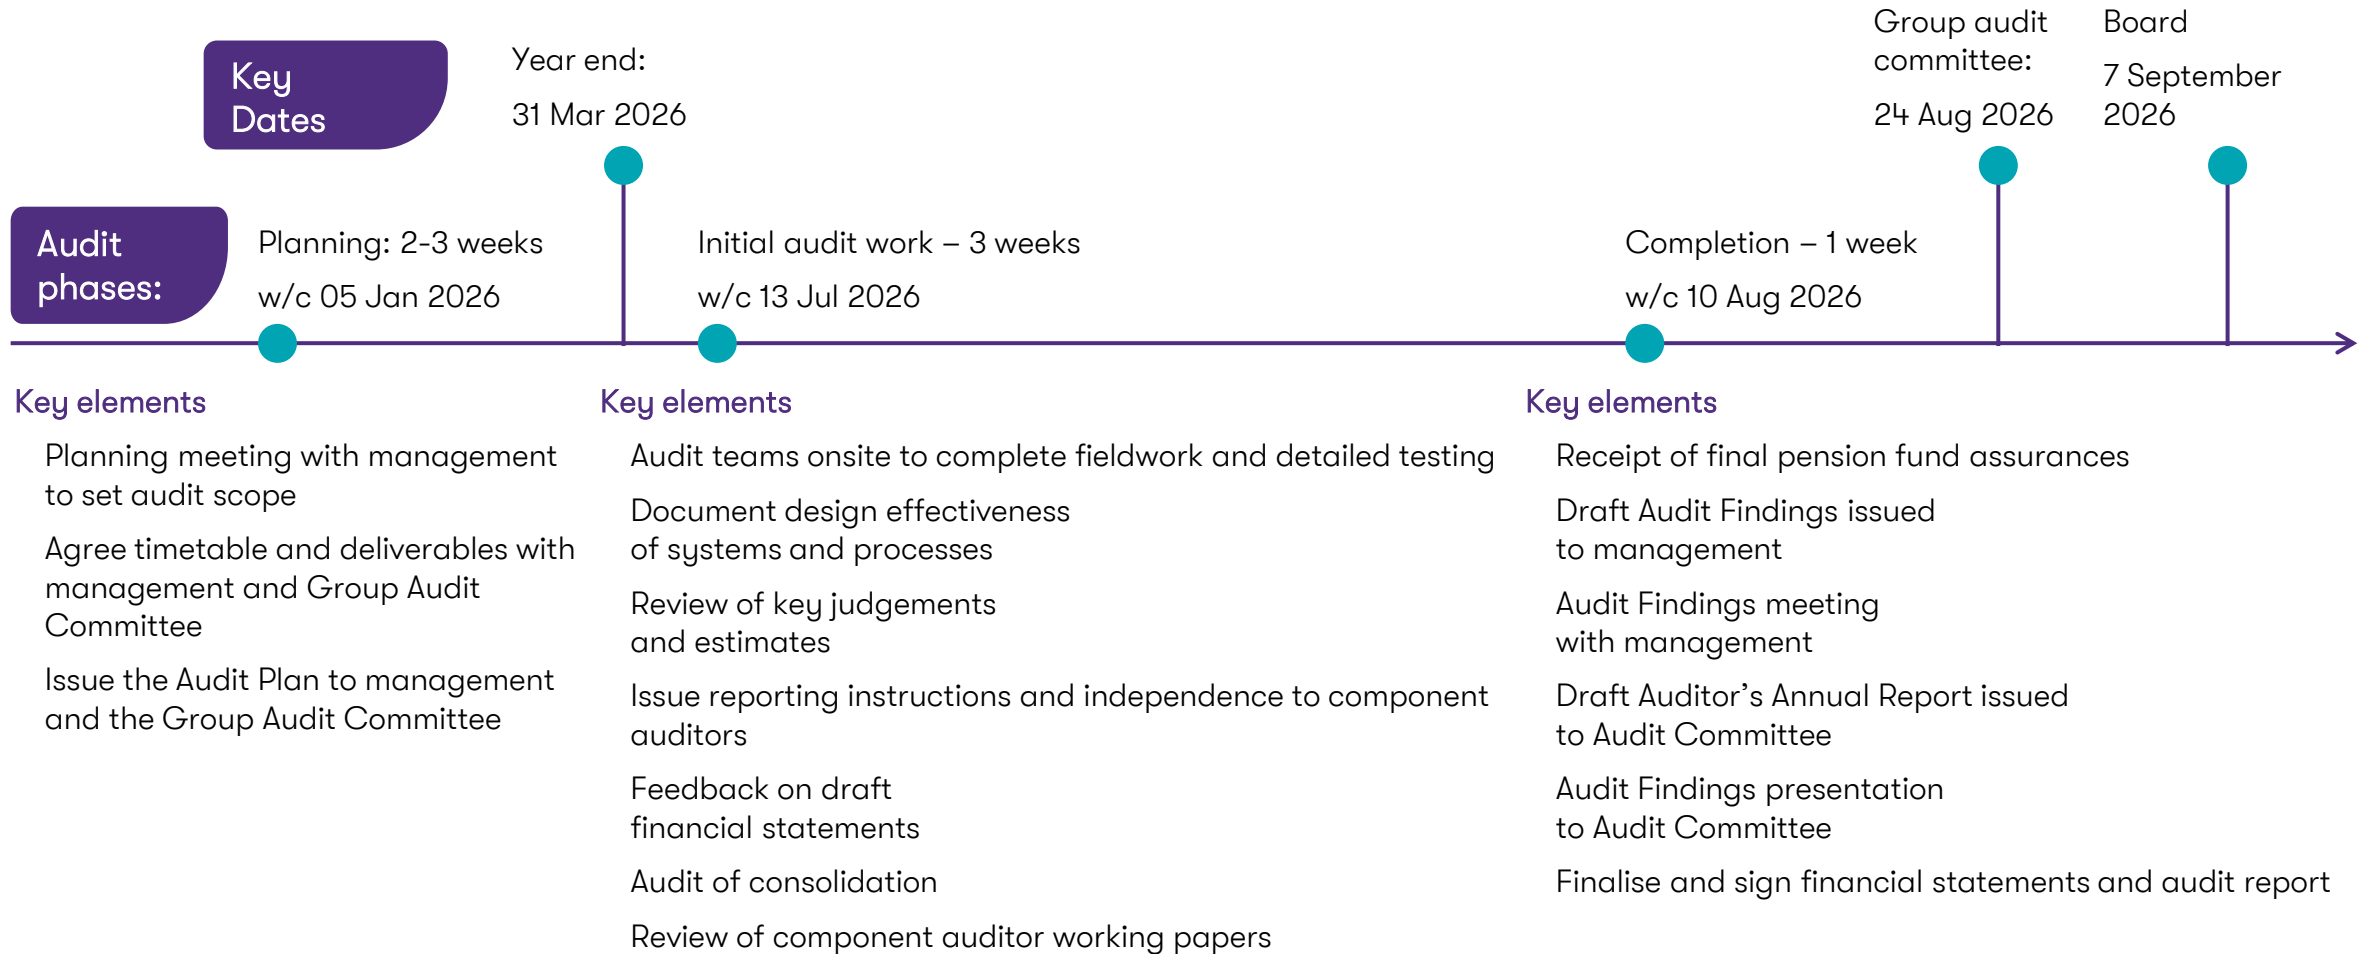 Key
Dates
Year end:
31 Mar 2026
Group audit
committee:
24 Aug 2026
Board
7 September
2026
Audit
phases:
Planning: 2-3 weeks
w/c 05 Jan 2026
Initial audit work – 3 weeks
w/c 13 Jul 2026
Completion – 1 week
w/c 10 Aug 2026
Key elements
Planning meeting with management
to set audit scope
Agree timetable and deliverables with
management and Group Audit
Committee
Issue the Audit Plan to management
and the Group Audit Committee
Key elements
Audit teams onsite to complete fieldwork and detailed testing
Document design effectiveness
of systems and processes
Review of key judgements
and estimates
Issue reporting instructions and independence to component
auditors
Feedback on draft
financial statements
Audit of consolidation
Review of component auditor working papers
Key elements
Receipt of final pension fund assurances
Draft Audit Findings issued
to management
Audit Findings meeting
with management
Draft Auditor’s Annual Report issued
to Audit Committee
Audit Findings presentation
to Audit Committee
Finalise and sign financial statements and audit report